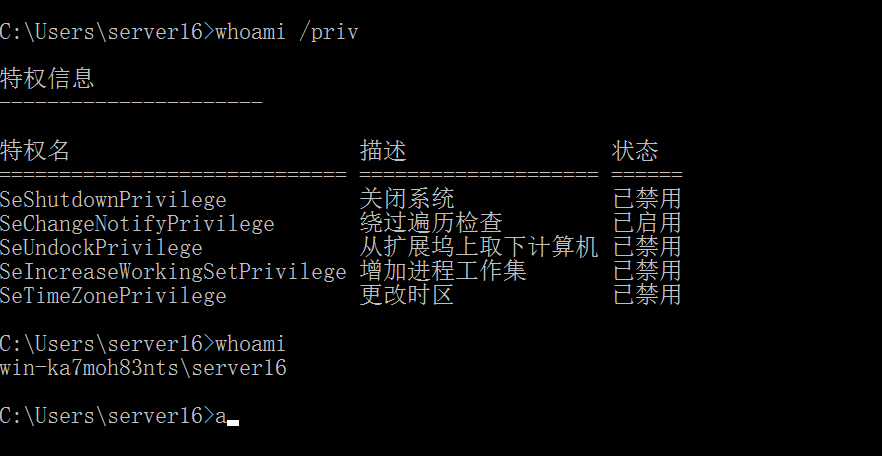 C:\Users\server16>whoami /priv
特权信息
----------------------
特权名 描述 状态
============================= ==================== ======
SeShutdownPrivilege 关闭系统 已禁用
SeChangeNotifyPrivilege 绕过遍历检查 已启用
SeUndockPrivilege 从扩展坞上取下计算机 已禁用
SeIncreaseWorkingSetPrivilege 增加进程工作集 已禁用
SeTimeZonePrivilege 更改时区 已禁用
C:\Users\server16>whoami
win-ka7moh83nts\server16
C:\Users\server16>a